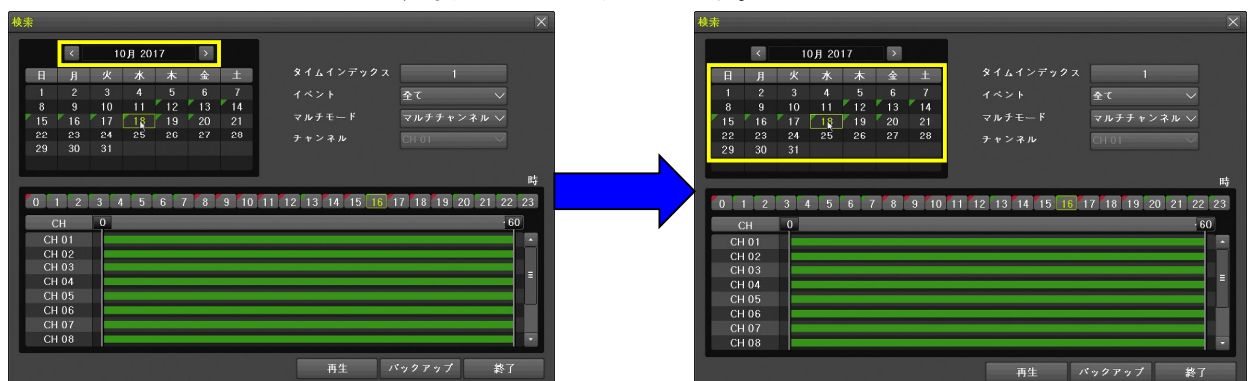 検索
< 10月 2017 >
日 月 火 水 木 金 土
1 2 3 4 5 6 7
8 9 10 11 12 13 14
15 16 17 18 19 20 21
22 23 24 25 26 27 28
29 30 31
タイムインデックス 1
イベント 全て
マルチモード マルチチャンネル
チャンネル CH 01
時
0 1 2 3 4 5 6 7 8 9 10 11 12 13 14 15 16 17 18 19 20 21 22 23
CH 0 60
CH 01
CH 02
CH 03
CH 04
CH 05
CH 06
CH 07
CH 08
再生 バックアップ 終了
検索
< 10月 2017 >
日 月 火 水 木 金 土
1 2 3 4 5 6 7
8 9 10 11 12 13 14
15 16 17 18 19 20 21
22 23 24 25 26 27 28
29 30 31
タイムインデックス 1
イベント 全て
マルチモード マルチチャンネル
チャンネル CH 01
時
0 1 2 3 4 5 6 7 8 9 10 11 12 13 14 15 16 17 18 19 20 21 22 23
CH 0 60
CH 01
CH 02
CH 03
CH 04
CH 05
CH 06
CH 07
CH 08
再生 バックアップ 終了